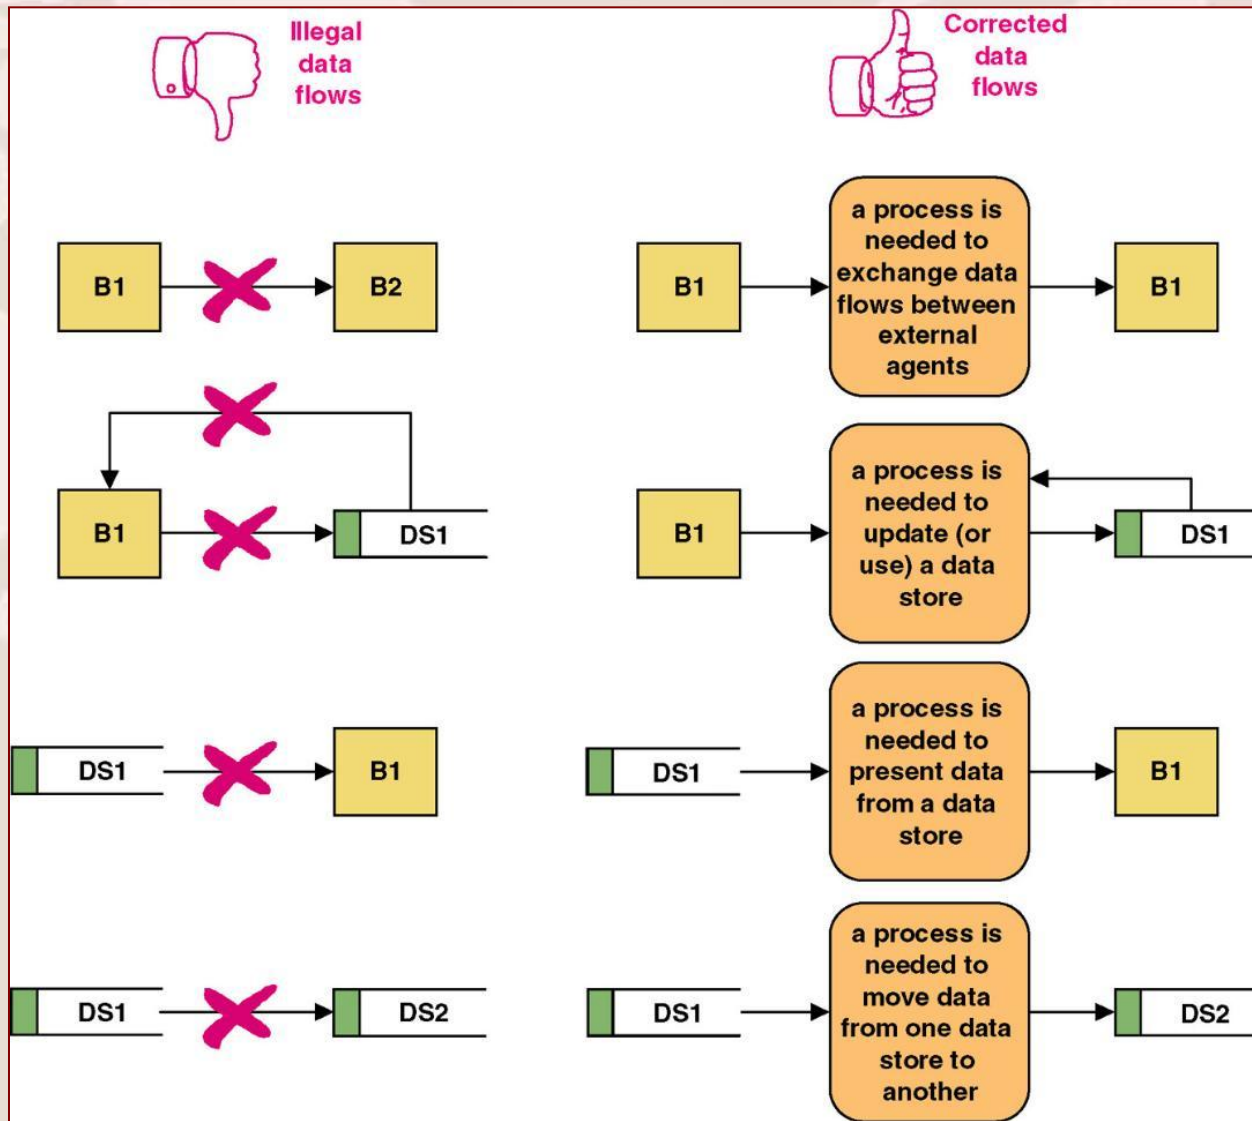 Illegal
data
flows
Corrected
data
flows
B1
B2
B1
a process is
needed to
exchange data
flows between
external
agents
B1
B1
DS1
B1
a process is
needed to
update (or
use) a data
store
DS1
DS1
B1
DS1
a process is
needed to
present data
from a data
store
B1
DS1
DS2
DS1
a process is
needed to
move data
from one data
store to
another
DS2